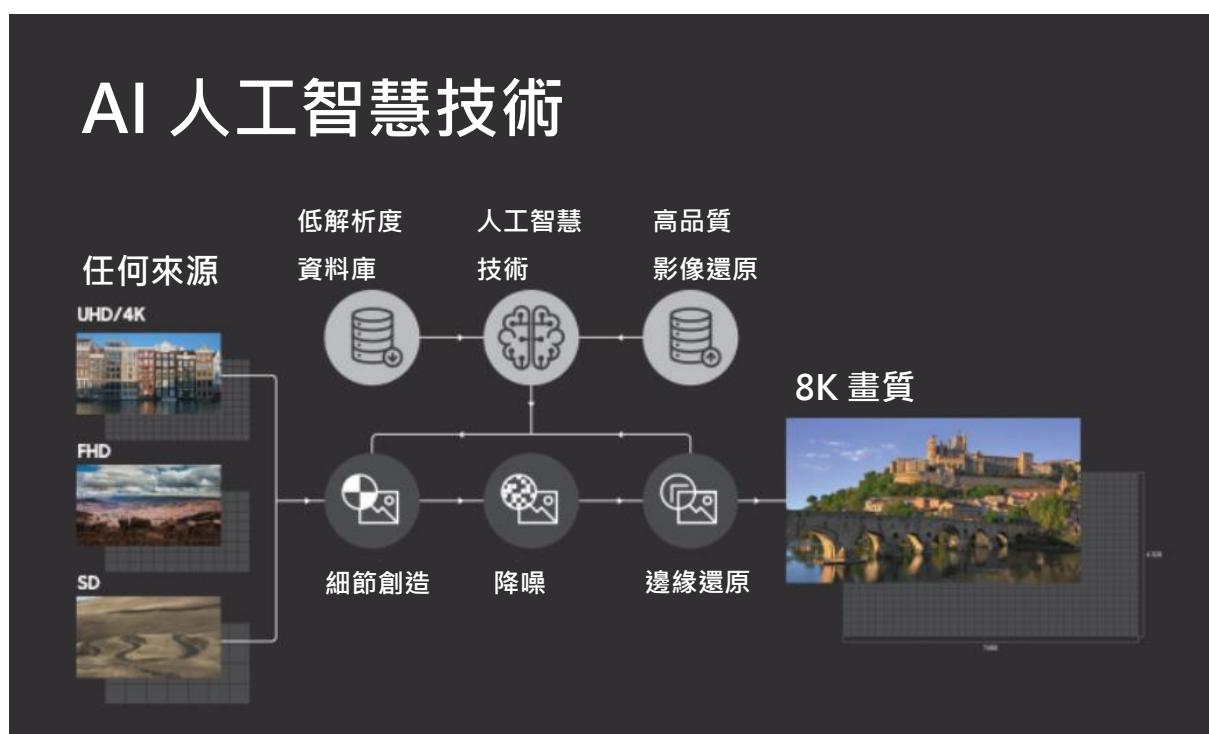 AI 人工智慧技術
低解析度
資料庫
人工智慧
技術
高品質
影像還原
任何來源
UHD/4K
FHD
SD
8K 畫質
細節創造
降噪
邊緣還原